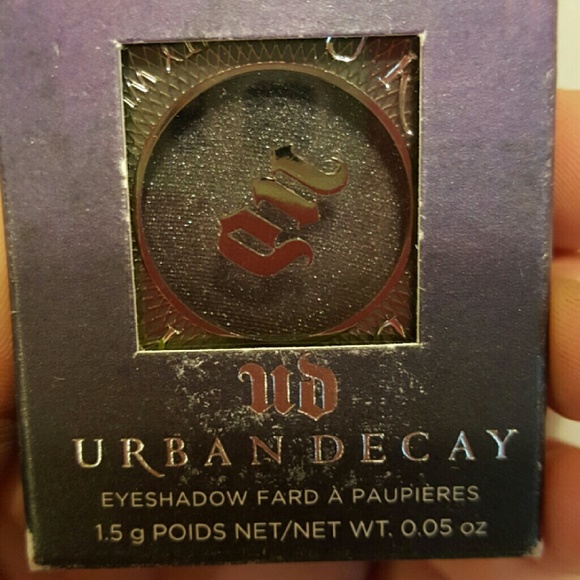 ud
URBAN DECAY
EYESHADOW FARD À PAUPIÈRES
1.5 g POIDS NET/NET WT. 0.05 oz